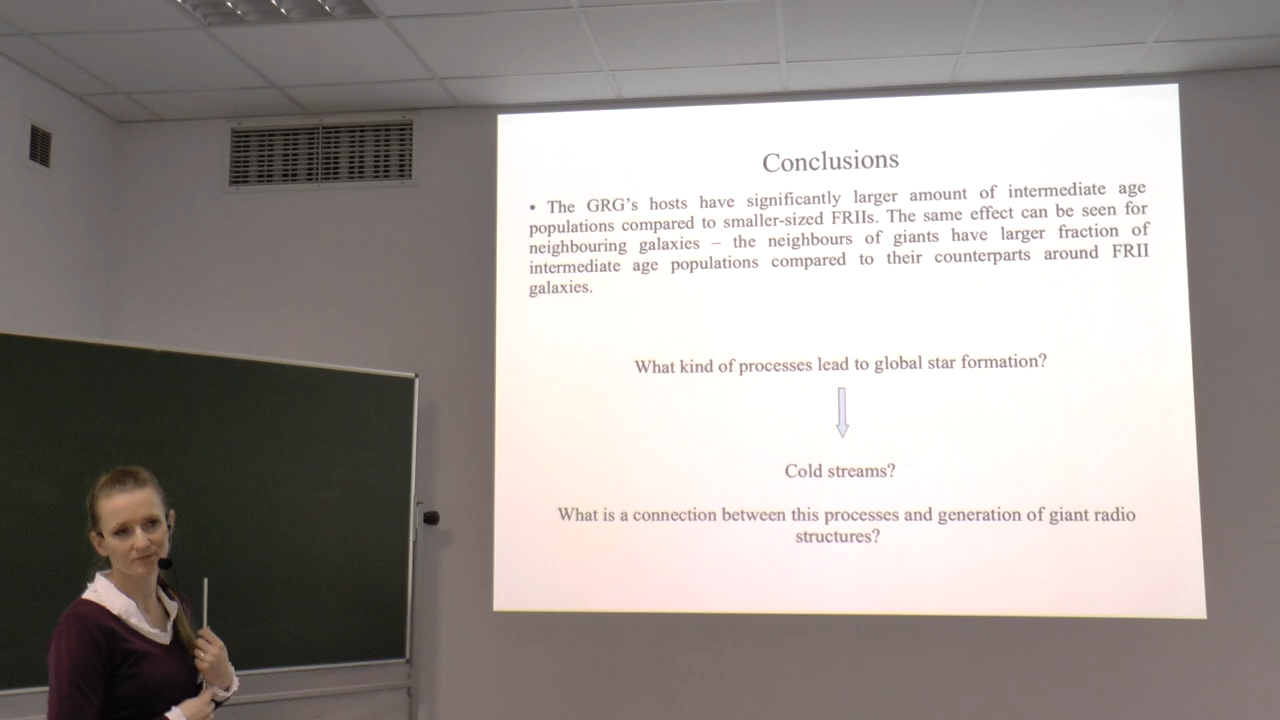 Conclusions
• The GRG's hosts have significantly larger amount of intermediate age
populations compared to smaller-sized FRIIs. The same effect can be seen for
neighbouring galaxies – the neighbours of giants have larger fraction of
intermediate age populations compared to their counterparts around FRII
galaxies.
What kind of processes lead to global star formation?
Cold streams?
What is a connection between this processes and generation of giant radio
structures?